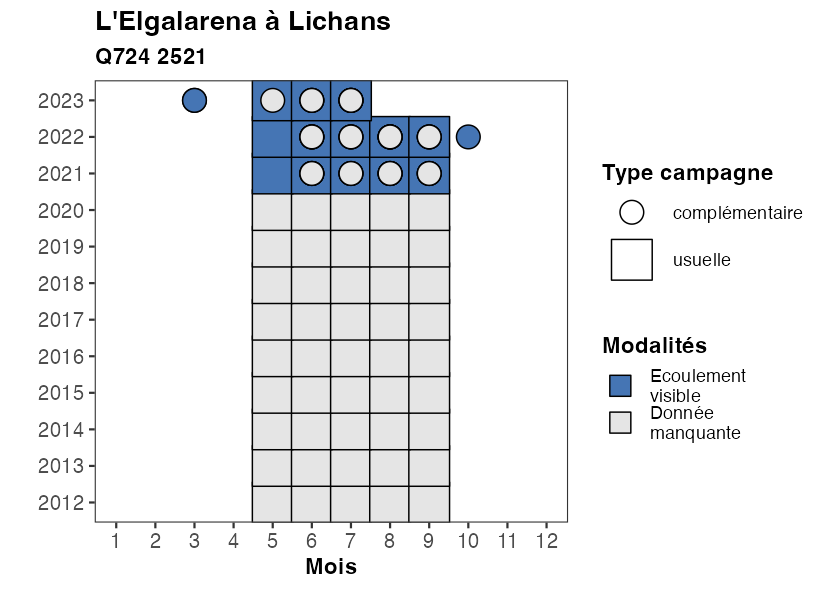 L'Elgalarena à Lichans
Q724 2521
2023
2022
2021
2020
2019
2018
2017
2016
2015
2014
2013
2012
1 2 3 4 5 6 7 8 9 10 11 12
Mois
Type campagne
complémentaire
usuelle
Modalités
Ecoulement
visible
Donnée
manquante